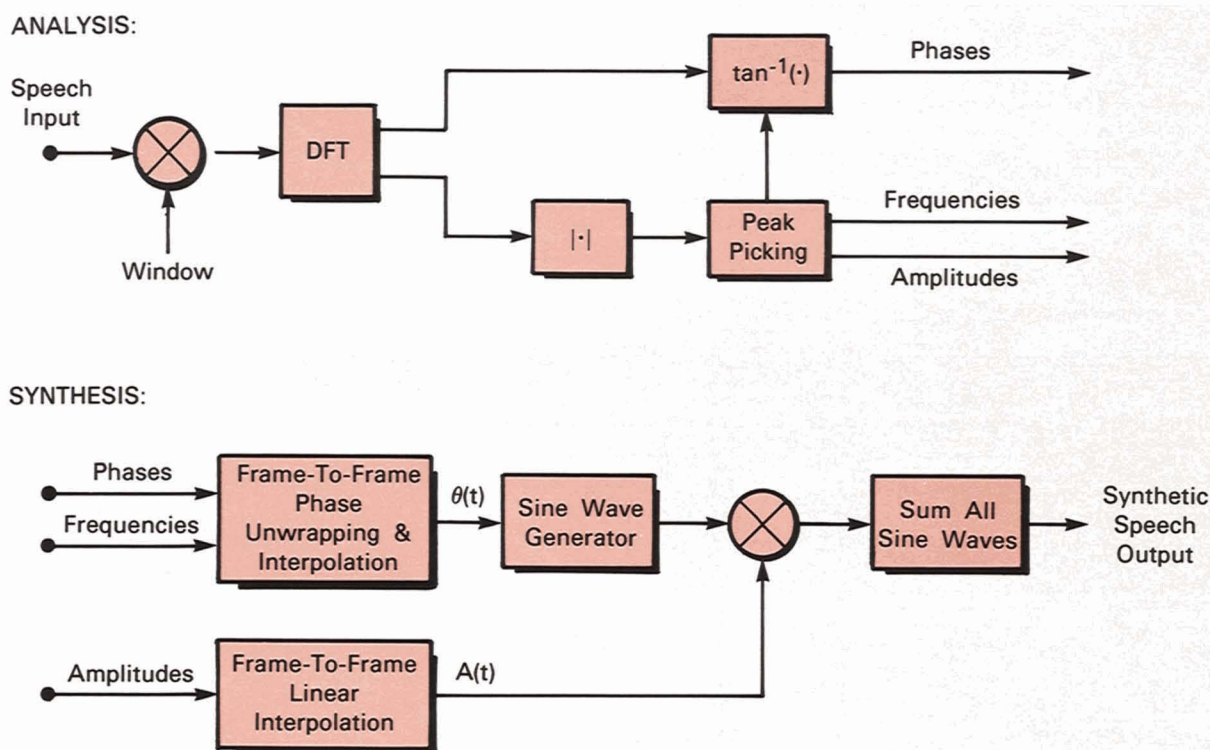 ANALYSIS:
Speech
Input
Window
DFT
tan⁻¹(·)
Phases
|·|
Peak
Picking
Frequencies
Amplitudes
SYNTHESIS:
Phases
Frequencies
Frame-To-Frame
Phase
Unwrapping &
Interpolation
θ(t)
Sine Wave
Generator
Sum All
Sine Waves
Synthetic
Speech
Output
Amplitudes
Frame-To-Frame
Linear
Interpolation
A(t)